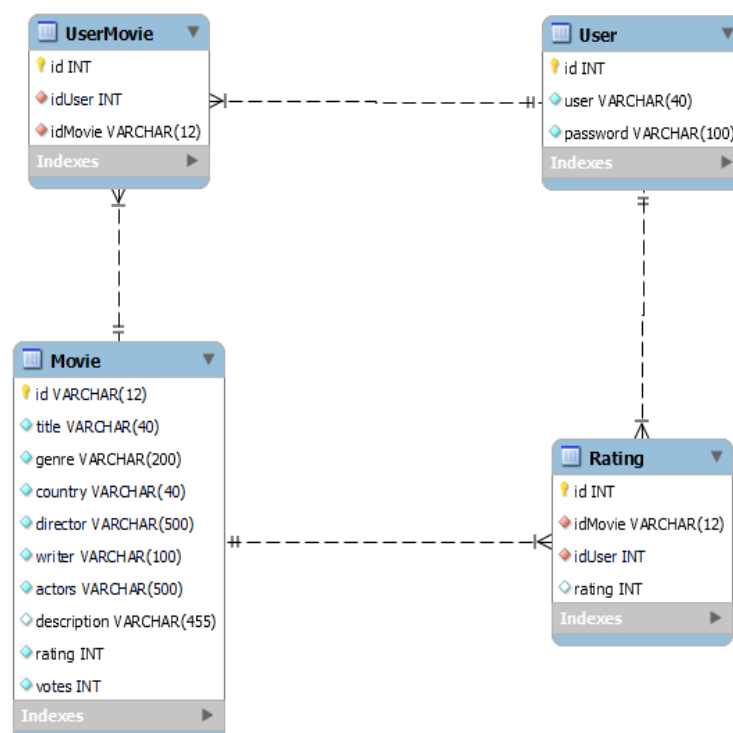 UserMovie
id INT
idUser INT
idMovie VARCHAR(12)
Indexes
User
id INT
user VARCHAR(40)
password VARCHAR(100)
Indexes
Movie
id VARCHAR(12)
title VARCHAR(40)
genre VARCHAR(200)
country VARCHAR(40)
director VARCHAR(500)
writer VARCHAR(100)
actors VARCHAR(500)
description VARCHAR(455)
rating INT
votes INT
Indexes
Rating
id INT
idMovie VARCHAR(12)
idUser INT
rating INT
Indexes